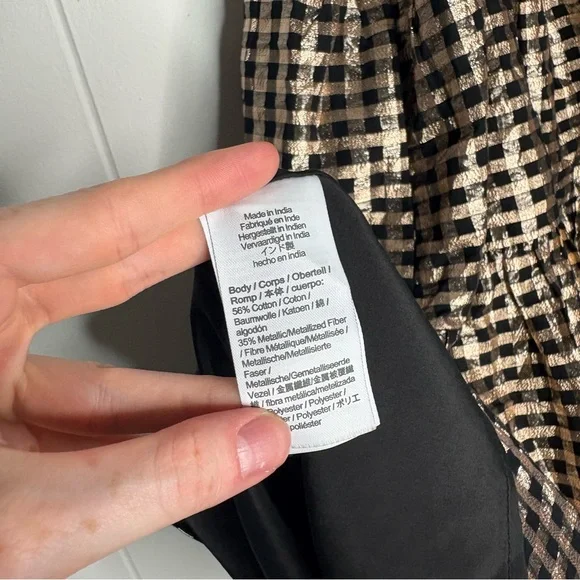 Made in India
Fabriqué en Inde
Hergestellt in Indien
Vervaardigd in India
インド製
hecho en india
Body / Corps / Oberteil /
Romp / 本体 / cuerpo:
56% Cotton / Coton /
Baumwolle / Katoen / 綿 /
algodón
35% Metallic/Metallized Fiber
/ Fibre Métallique/Métallisée /
Metallische/Metallisierte
Faser /
Metallische/Gemetalliseerde
Vezel / 金属繊維/金属被覆繊
維 / fibra metálica/metalizada
Polyester / Polyester /
/ Polyester / ポリエ
poliéster